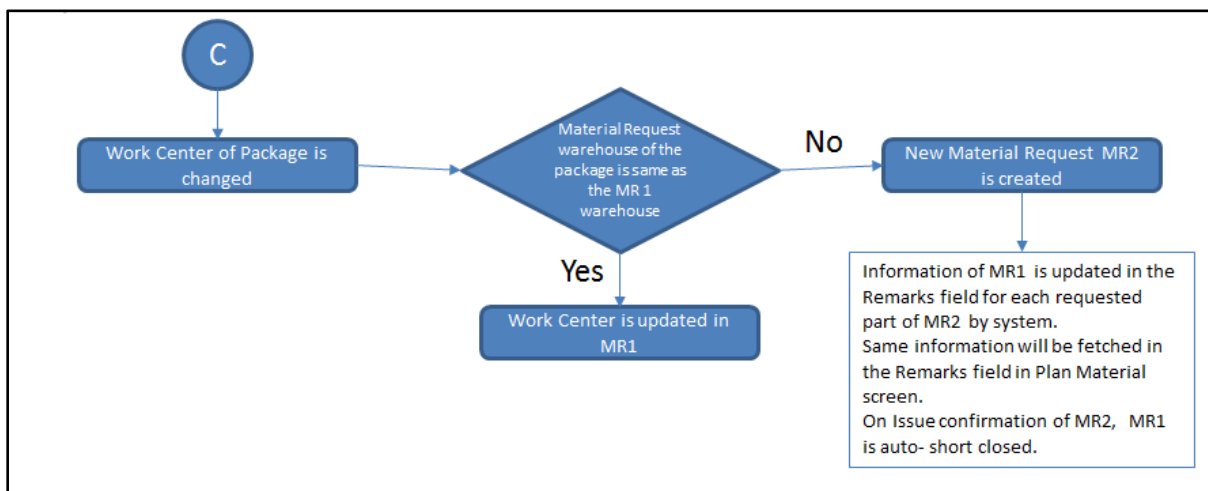 C
Work Center of Package is
changed
Material Request
warehouse of the
package is same as
the MR 1
warehouse
No
New Material Request MR2
is created
Yes
Work Center is updated in
MR1
Information of MR1 is updated in the
Remarks field for each requested
part of MR2 by system.
Same information will be fetched in
the Remarks field in Plan Material
screen.
On Issue confirmation of MR2, MR1
is auto- short closed.